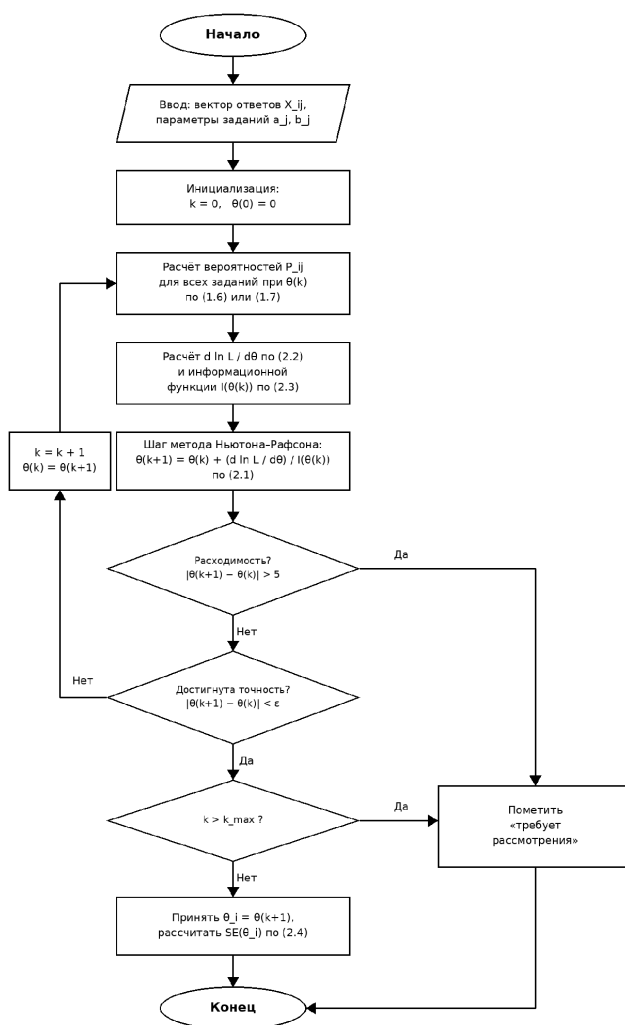 Начало
Ввод: вектор ответов X_ij,
параметры заданий a_j, b_j
Инициализация:
k = 0, θ(0) = 0
Расчёт вероятностей P_ij
для всех заданий при θ(k)
по (1.6) или (1.7)
Расчёт d ln L / dθ по (2.2)
и информационной
функции I(θ(k)) по (2.3)
k = k + 1
θ(k) = θ(k+1)
Шаг метода Ньютона–Рафсона:
θ(k+1) = θ(k) + (d ln L / dθ) / I(θ(k))
по (2.1)
Расходимость?
|θ(k+1) − θ(k)| > 5
Да
Нет
Достигнута точность?
|θ(k+1) − θ(k)| < ε
Нет
Да
k > k_max ?
Да
Пометить
«требует
рассмотрения»
Нет
Принять θ_i = θ(k+1),
рассчитать SE(θ_i) по (2.4)
Конец